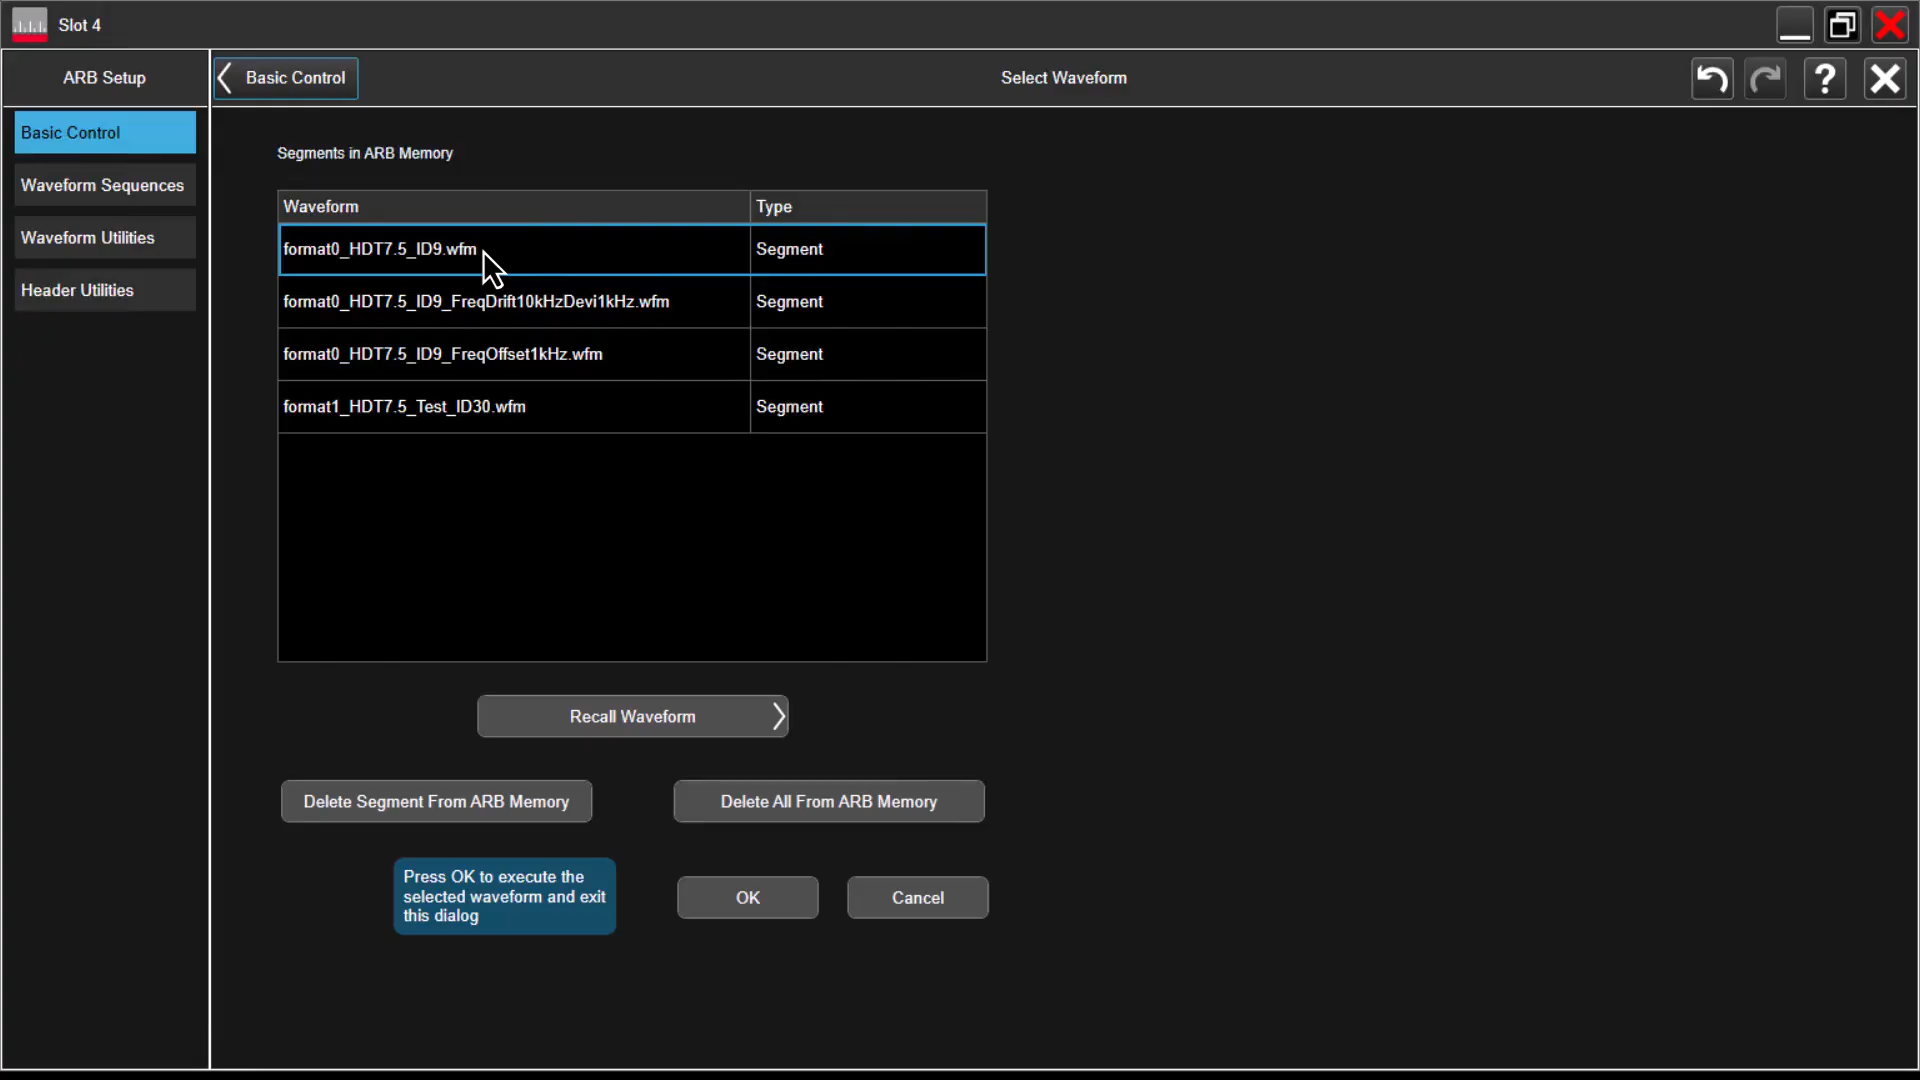 Slot 4
ARB Setup
Basic Control
Select Waveform
?
Basic Control
Waveform Sequences
Waveform Utilities
Header Utilities
Segments in ARB Memory
Waveform Type
format0_HDT7.5_ID9.wfm Segment
format0_HDT7.5_ID9_FreqDrift10kHzDevi1kHz.wfm Segment
format0_HDT7.5_ID9_FreqOffset1kHz.wfm Segment
format1_HDT7.5_Test_ID30.wfm Segment
Recall Waveform
Delete Segment From ARB Memory
Delete All From ARB Memory
Press OK to execute the
selected waveform and exit
this dialog
OK
Cancel